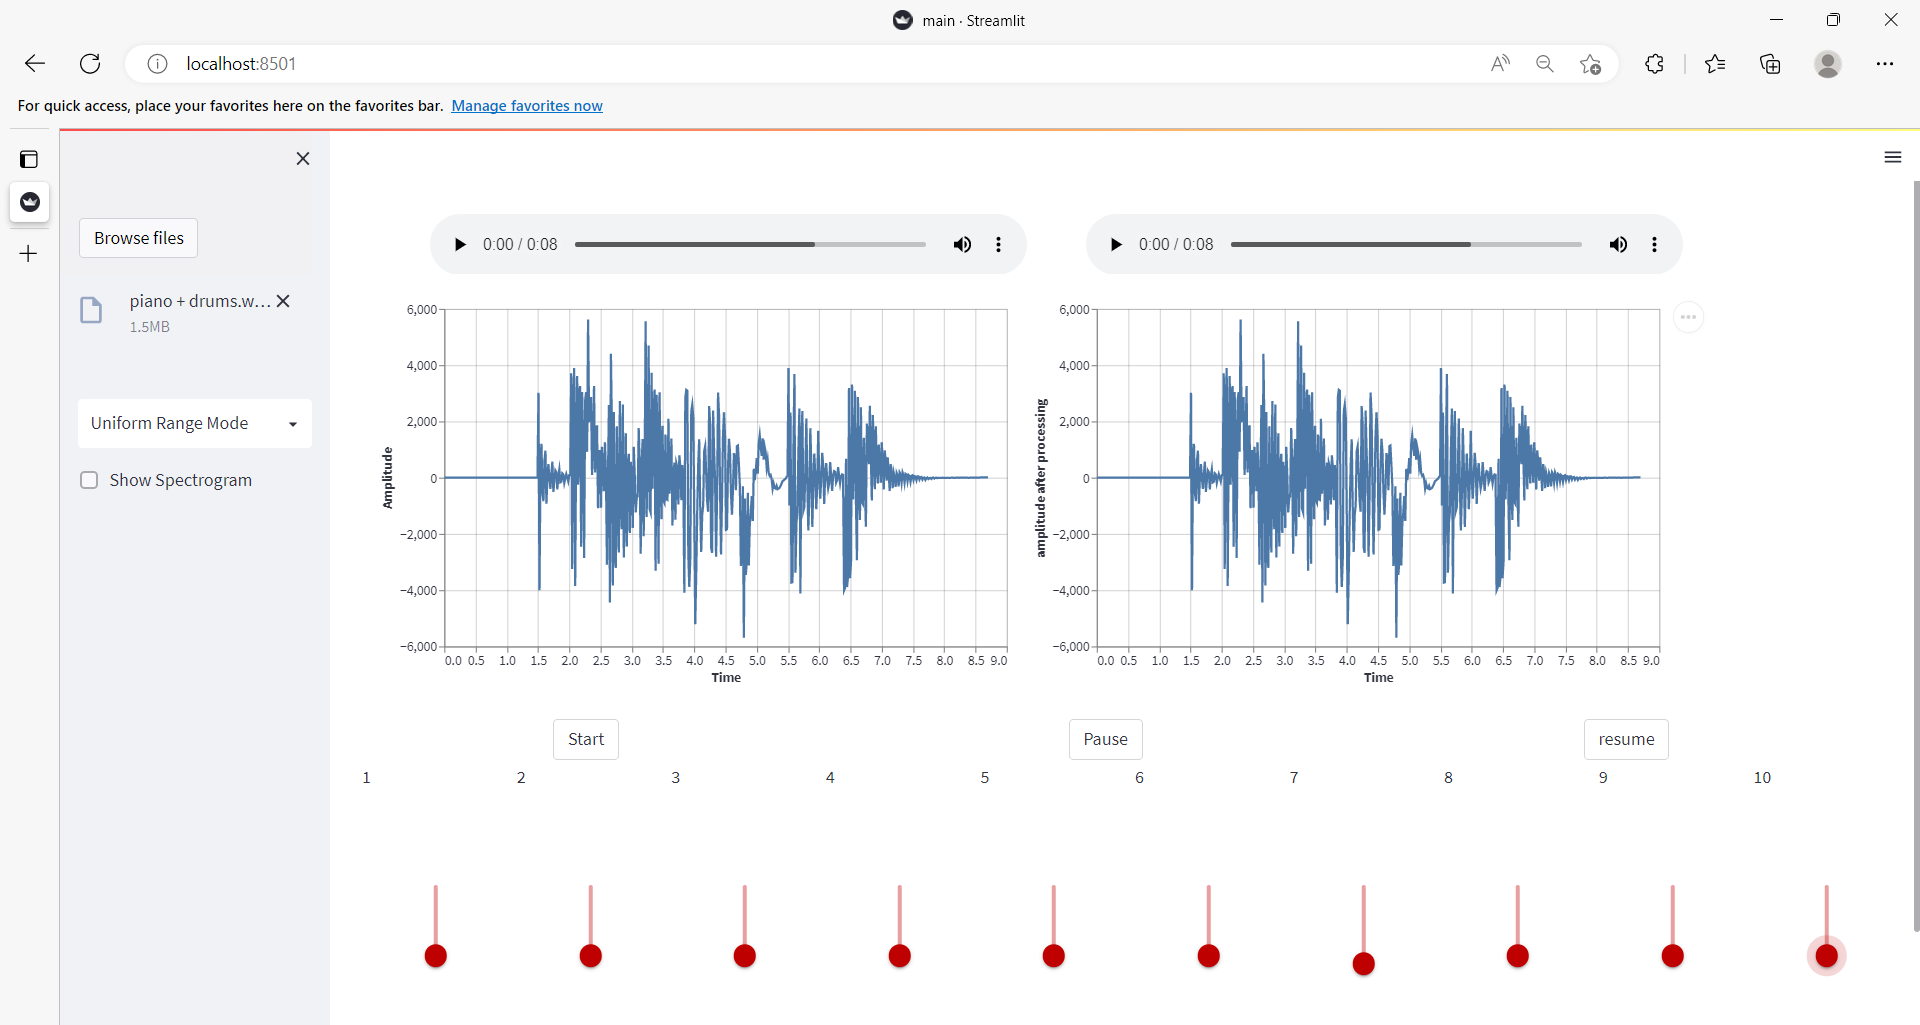 main · Streamlit
localhost:8501
For quick access, place your favorites here on the favorites bar. Manage favorites now
Browse files
piano + drums.w...
1.5MB
Uniform Range Mode
Show Spectrogram
0:00 / 0:08
0:00 / 0:08
6,000
4,000
2,000
0
−2,000
−4,000
−6,000
Amplitude
0.0 0.5 1.0 1.5 2.0 2.5 3.0 3.5 4.0 4.5 5.0 5.5 6.0 6.5 7.0 7.5 8.0 8.5 9.0
Time
6,000
4,000
2,000
0
−2,000
−4,000
−6,000
amplitude after processing
0.0 0.5 1.0 1.5 2.0 2.5 3.0 3.5 4.0 4.5 5.0 5.5 6.0 6.5 7.0 7.5 8.0 8.5 9.0
Time
Start Pause resume
1 2 3 4 5 6 7 8 9 10